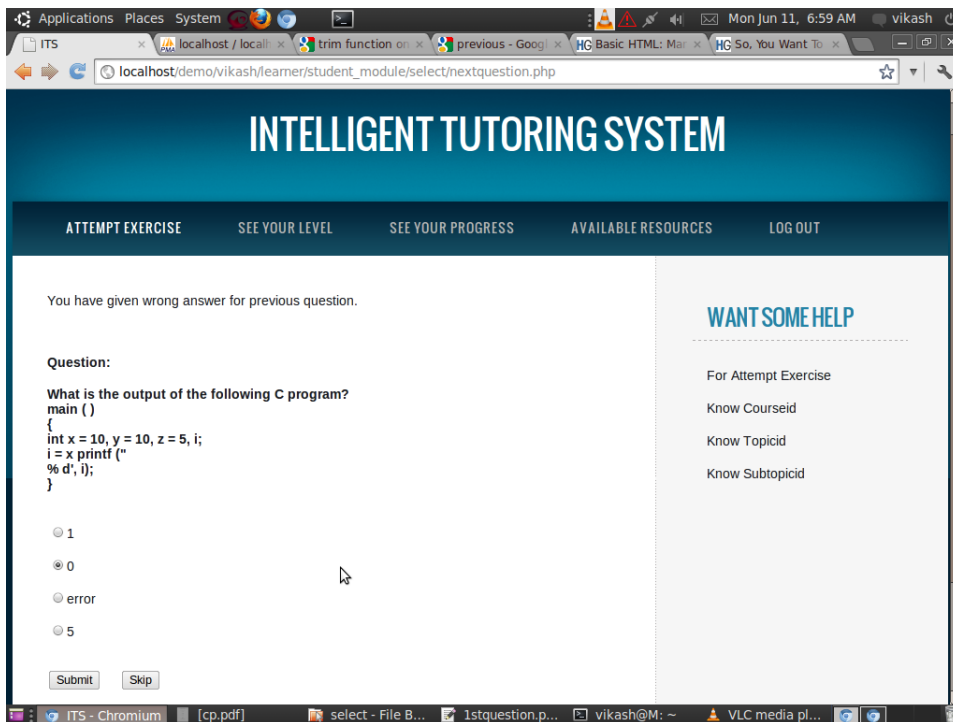 Applications Places System
Mon Jun 11, 6:59 AM vikash
ITS
localhost / localh
trim function on
previous - Googl
HG Basic HTML: Mar
HG So, You Want To
localhost/demo/vikash/learner/student_module/select/nextquestion.php
INTELLIGENT TUTORING SYSTEM
ATTEMPT EXERCISE SEE YOUR LEVEL SEE YOUR PROGRESS AVAILABLE RESOURCES LOG OUT
You have given wrong answer for previous question.
Question:
What is the output of the following C program?
main ( )
{
int x = 10, y = 10, z = 5, i;
i = x printf ("
% d', i);
}
1
0
error
5
Submit Skip
WANT SOME HELP
For Attempt Exercise
Know Courseid
Know Topicid
Know Subtopicid
ITS - Chromium [cp.pdf] select - File B... 1stquestion.p... vikash@M: ~ VLC media pl...